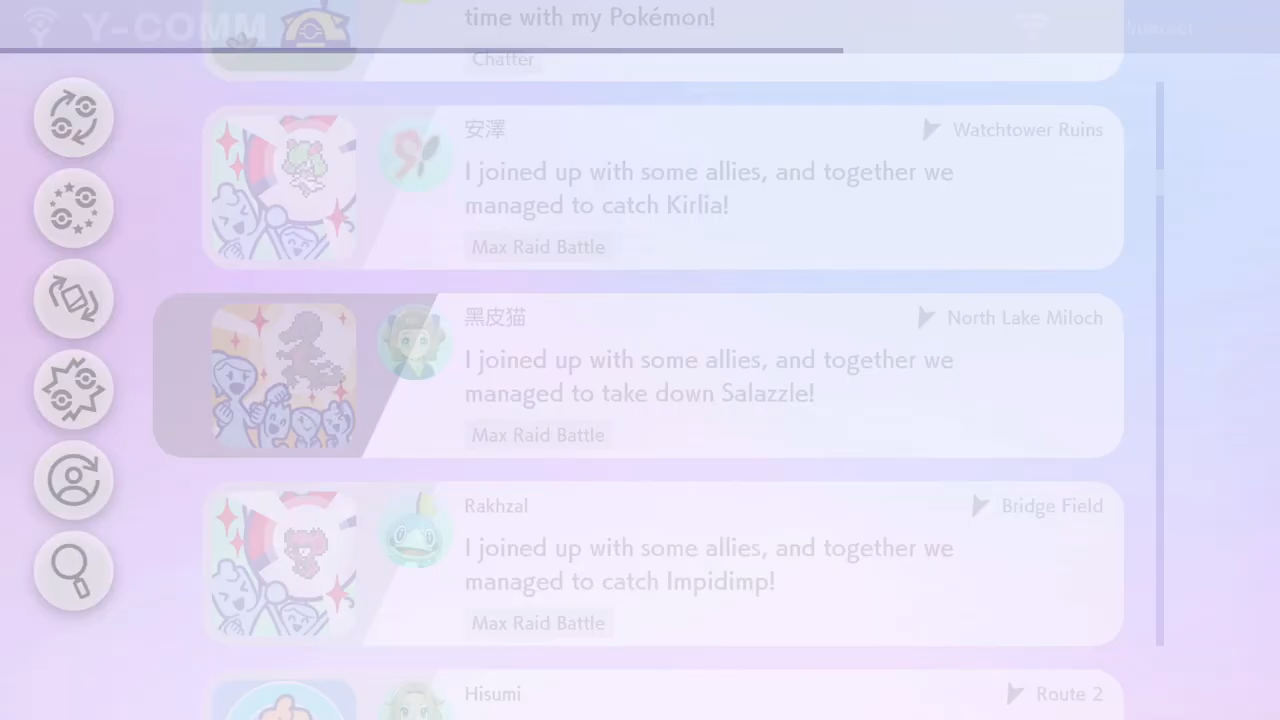 Y-COMM
time with my Pokémon!
Chatter
安澤
Watchtower Ruins
I joined up with some allies, and together we
managed to catch Kirlia!
Max Raid Battle
黑皮猫
North Lake Miloch
I joined up with some allies, and together we
managed to take down Salazzle!
Max Raid Battle
Rakhzal
Bridge Field
I joined up with some allies, and together we
managed to catch Impidimp!
Max Raid Battle
Hisumi
Route 2